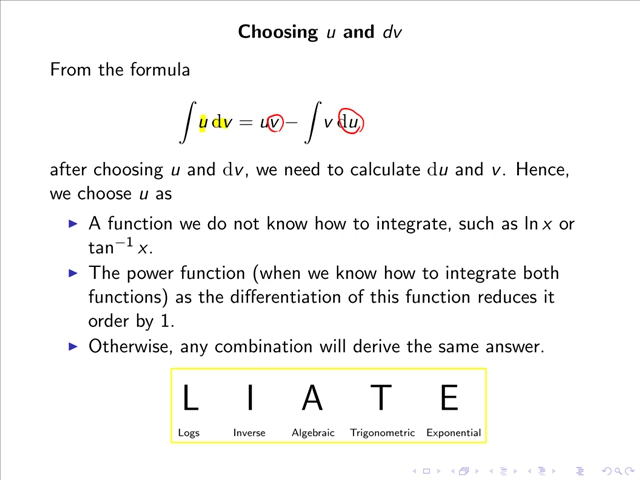 Choosing u and dv
From the formula
∫ u dv = uv − ∫ v du,
after choosing u and dv, we need to calculate du and v. Hence,
we choose u as
▶ A function we do not know how to integrate, such as ln x or
tan⁻¹ x.
▶ The power function (when we know how to integrate both
functions) as the differentiation of this function reduces it
order by 1.
▶ Otherwise, any combination will derive the same answer.
L I A T E
Logs Inverse Algebraic Trigonometric Exponential